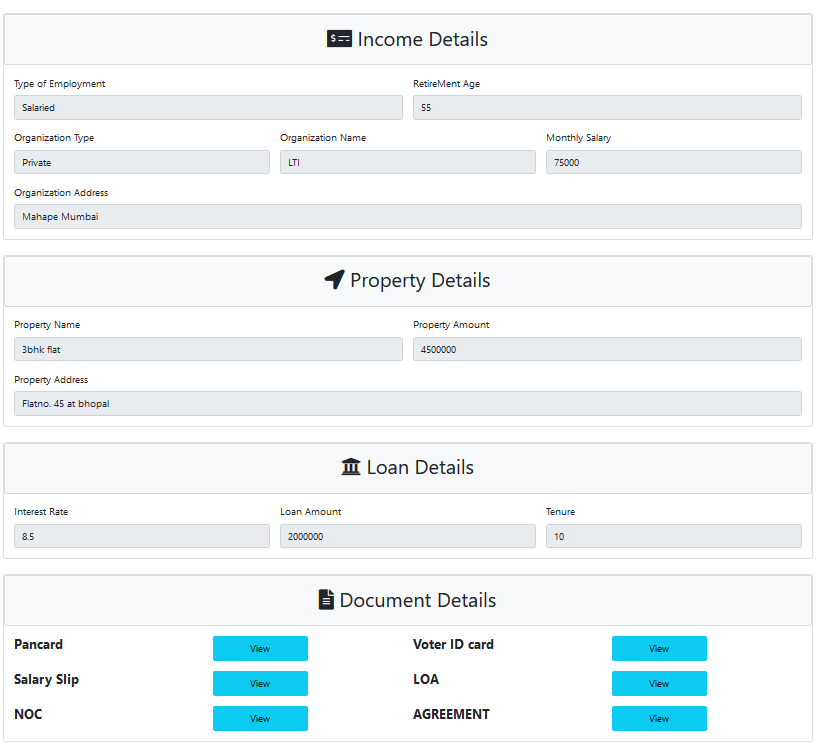 Income Details
Type of Employment RetireMent Age
Salaried 55
Organization Type Organization Name Monthly Salary
Private LTI 75000
Organization Address
Mahape Mumbai
Property Details
Property Name Property Amount
3bhk flat 4500000
Property Address
Flatno. 45 at bhopal
Loan Details
Interest Rate Loan Amount Tenure
8.5 2000000 10
Document Details
Pancard View Voter ID card View
Salary Slip View LOA View
NOC View AGREEMENT View